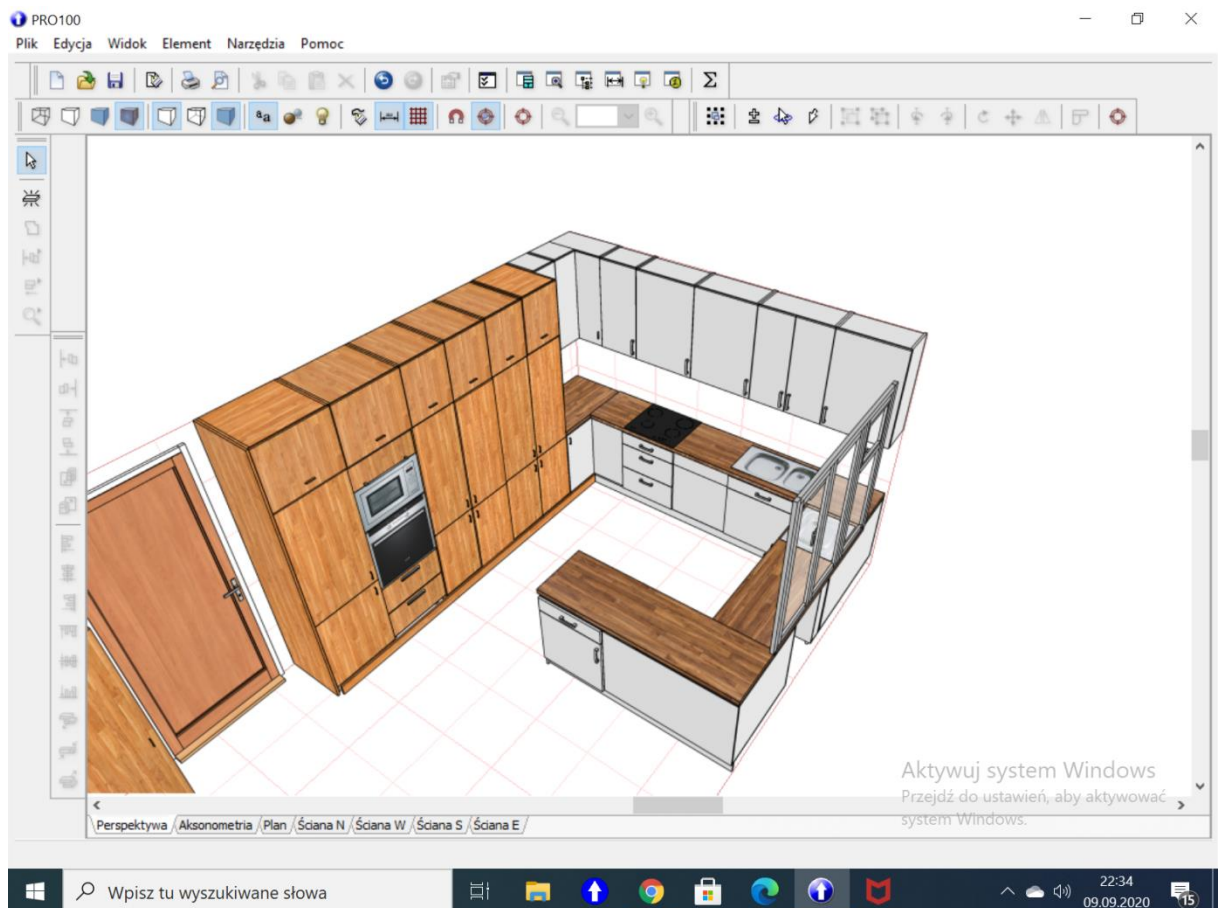 PRO100
Plik Edycja Widok Element Narzędzia Pomoc
Aktywuj system Windows
Przejdź do ustawień, aby aktywować
system Windows.
Perspektywa Aksonometria Plan Ściana N Ściana W Ściana S Ściana E
Wpisz tu wyszukiwane słowa
22:34
09.09.2020
15